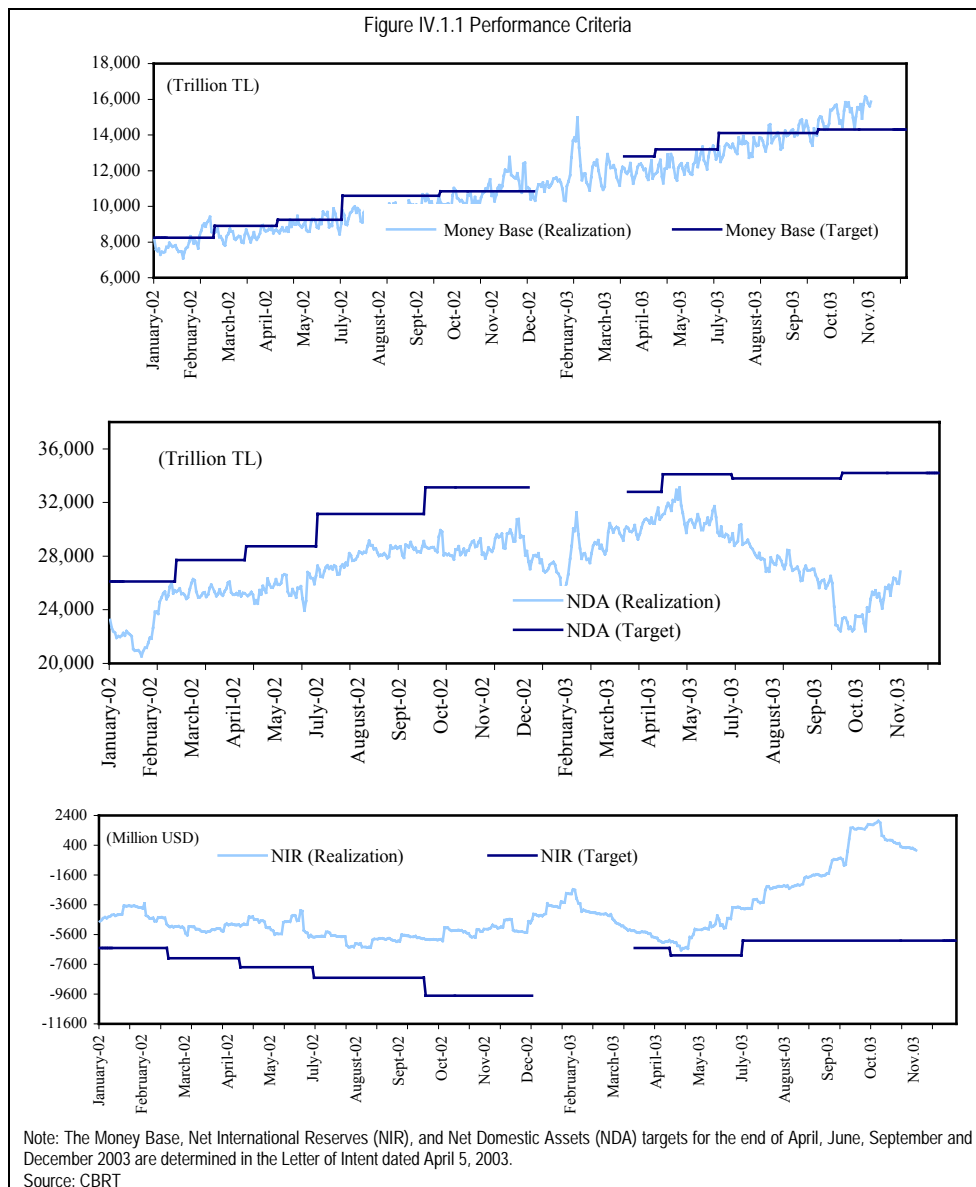 Figure IV.1.1 Performance Criteria
18,000
16,000
14,000
12,000
10,000
8,000
6,000
(Trillion TL)
Money Base (Realization)
Money Base (Target)
January-02
February-02
March-02
April-02
May-02
July-02
August-02
Sept-02
Oct-02
Nov-02
Dec-02
February-03
March-03
April-03
May-03
July-03
August-03
Sep-03
Oct.03
Nov.03
36,000
32,000
28,000
24,000
20,000
(Trillion TL)
NDA (Realization)
NDA (Target)
January-02
February-02
March-02
April-02
May-02
July-02
August-02
Sept-02
Oct-02
Nov-02
Dec-02
February-03
March-03
April-03
May-03
July-03
August-03
Sep-03
Oct.03
Nov.03
2400
400
-1600
-3600
-5600
-7600
-9600
-11600
(Million USD)
NIR (Realization)
NIR (Target)
January-02
February-02
March-02
April-02
May-02
July-02
August-02
Sept-02
Oct-02
Nov-02
Dec-02
February-03
March-03
April-03
May-03
July-03
August-03
Sep-03
Oct.03
Nov.03
Note: The Money Base, Net International Reserves (NIR), and Net Domestic Assets (NDA) targets for the end of April, June, September and
December 2003 are determined in the Letter of Intent dated April 5, 2003.
Source: CBRT